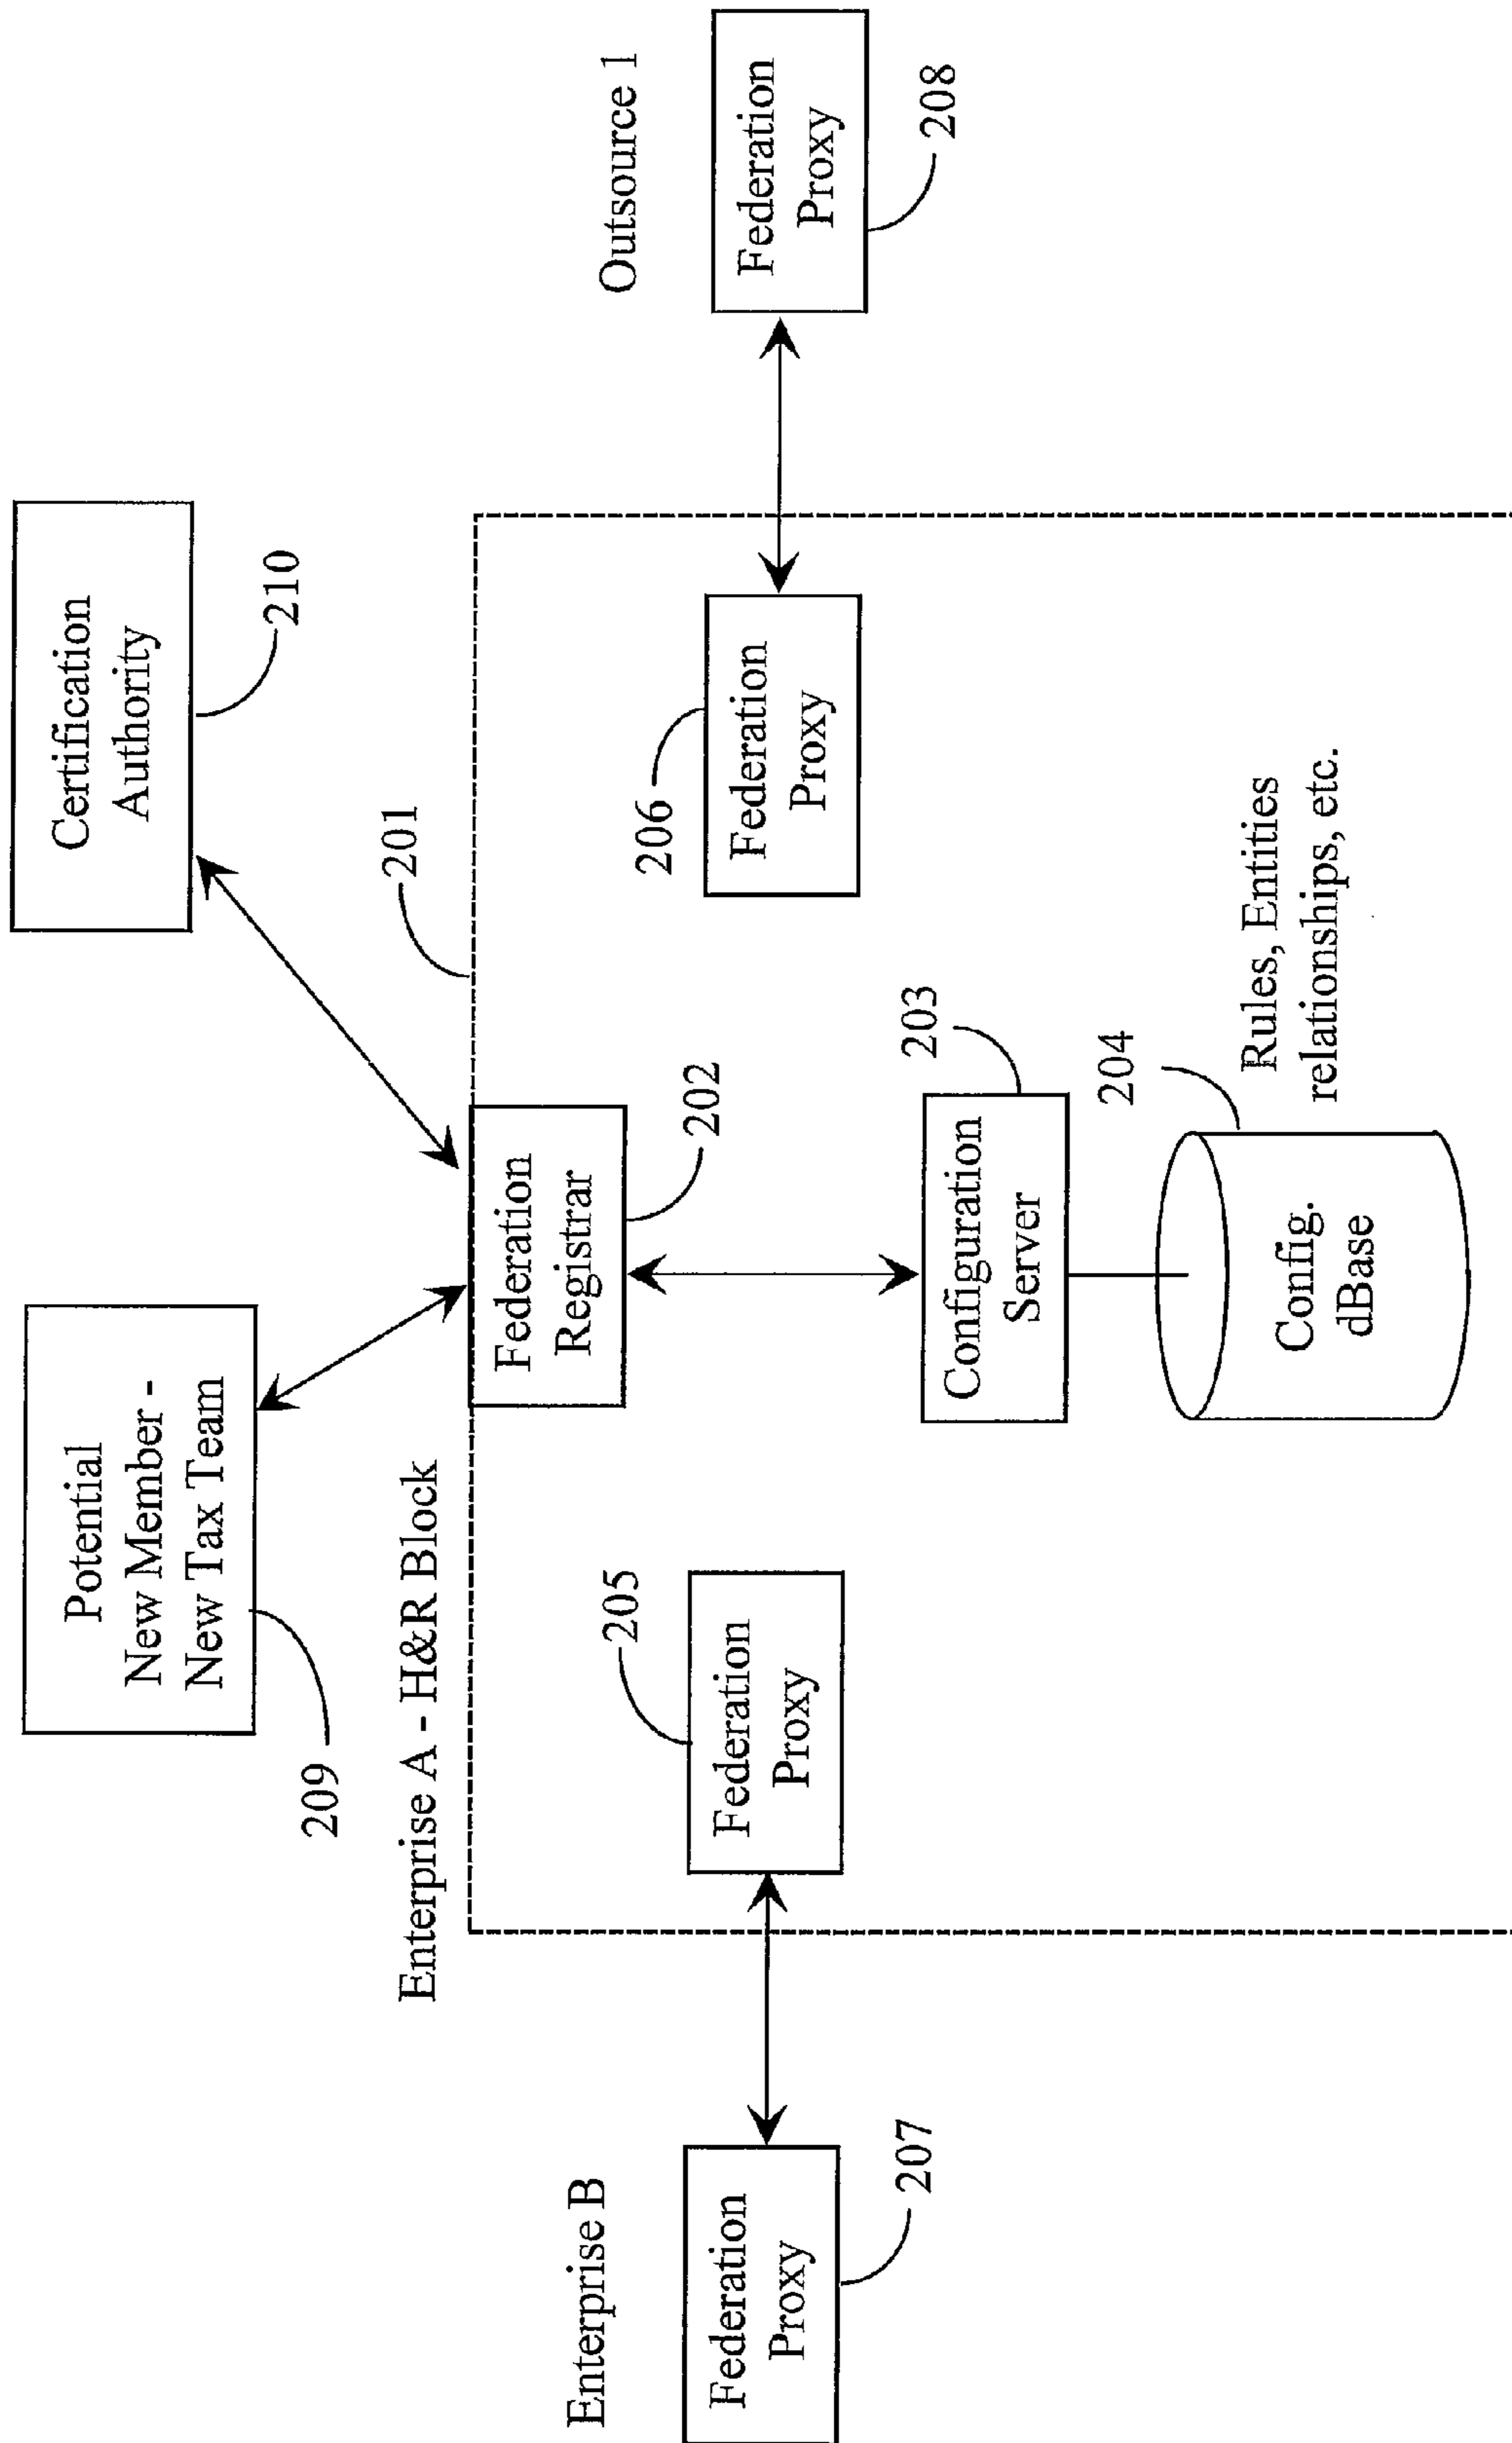 Potential
New Member -
New Tax Team
209
Certification
Authority
210
Enterprise A - H&R Block
201
Federation
Registrar
202
Enterprise B
Federation
Proxy
207
Federation
Proxy
205
Federation
Proxy
206
Outsource 1
Federation
Proxy
208
Configuration
Server
203
204
Config.
dBase
Rules, Entities
relationships, etc.